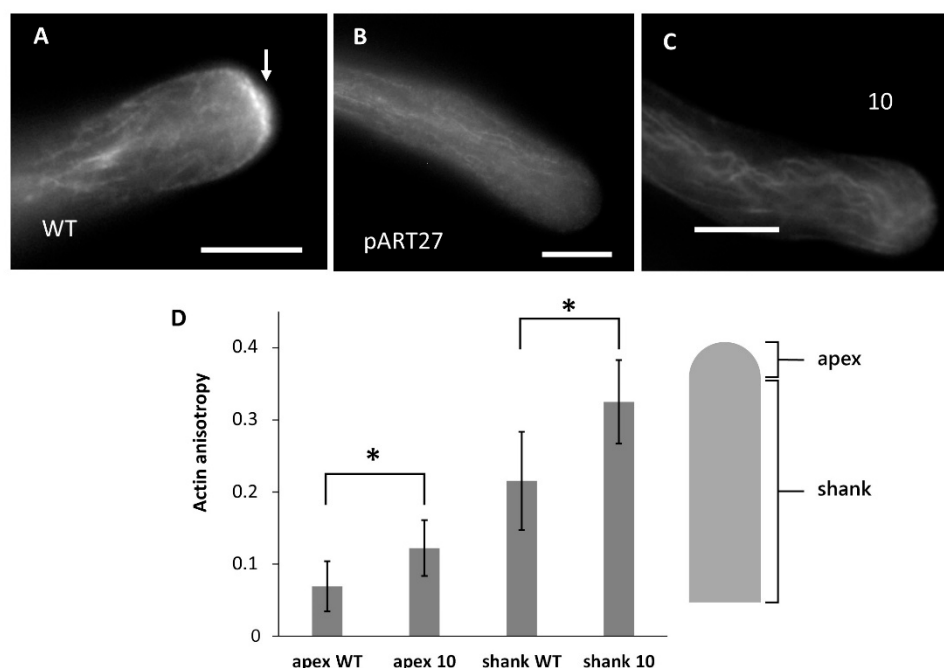 A
WT
B
pART27
C
10
D
*
*
Actin anisotropy
0.4
0.3
0.2
0.1
0
apex WT
apex 10
shank WT
shank 10
apex
shank